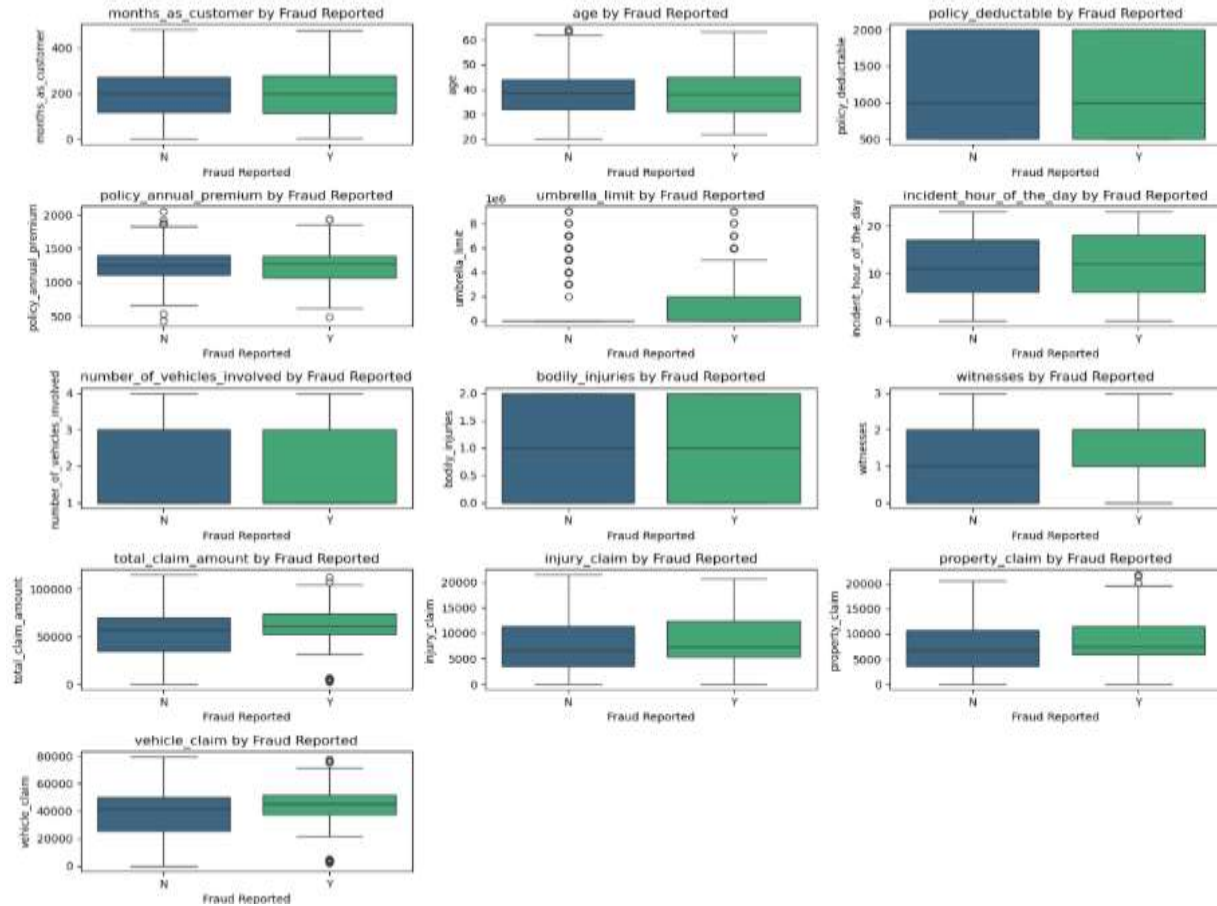 months_as_customer by Fraud Reported
months_as_customer
400
200
0
N Y
Fraud Reported
age by Fraud Reported
age
60
50
40
30
20
N Y
Fraud Reported
policy_deductable by Fraud Reported
policy_deductable
2000
1500
1000
500
N Y
Fraud Reported
policy_annual_premium by Fraud Reported
policy_annual_premium
2000
1500
1000
500
N Y
Fraud Reported
umbrella_limit by Fraud Reported
1e6
umbrella_limit
8
6
4
2
0
N Y
Fraud Reported
incident_hour_of_the_day by Fraud Reported
incident_hour_of_the_day
20
10
0
N Y
Fraud Reported
number_of_vehicles_involved by Fraud Reported
number_of_vehicles_involved
4
3
2
1
N Y
Fraud Reported
bodily_injuries by Fraud Reported
bodily_injuries
2.0
1.5
1.0
0.5
0.0
N Y
Fraud Reported
witnesses by Fraud Reported
witnesses
3
2
1
0
N Y
Fraud Reported
total_claim_amount by Fraud Reported
total_claim_amount
100000
50000
0
N Y
Fraud Reported
injury_claim by Fraud Reported
injury_claim
20000
15000
10000
5000
0
N Y
Fraud Reported
property_claim by Fraud Reported
property_claim
20000
15000
10000
5000
0
N Y
Fraud Reported
vehicle_claim by Fraud Reported
vehicle_claim
80000
60000
40000
20000
0
N Y
Fraud Reported